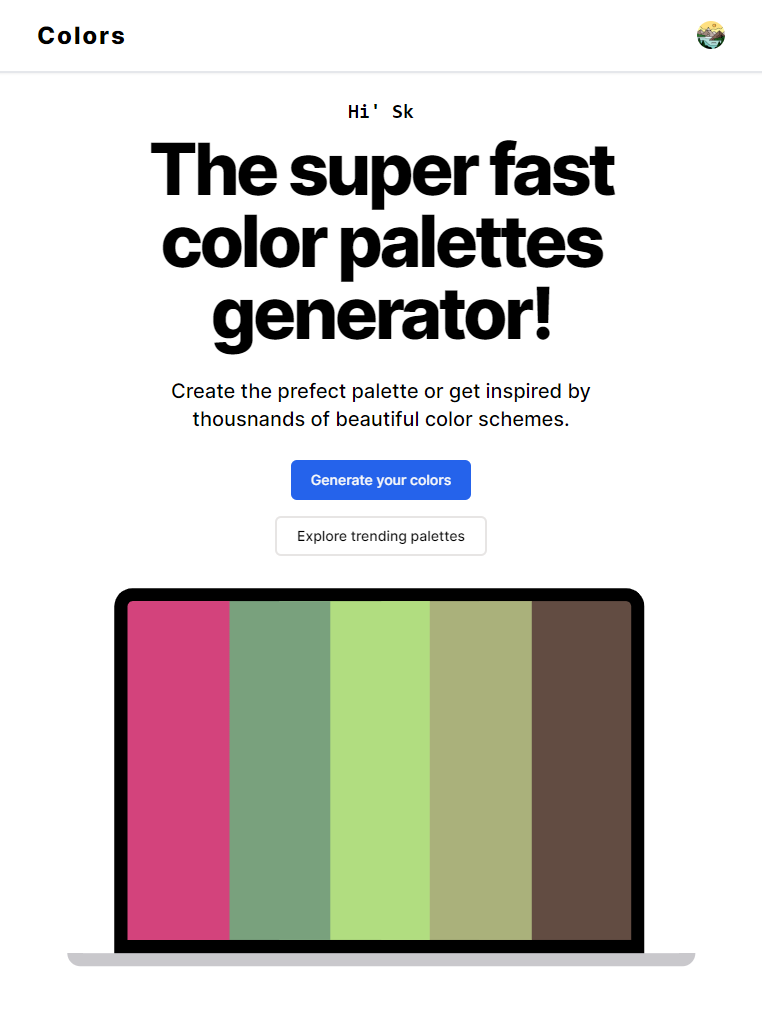 Colors
Hi' Sk
The super fast
color palettes
generator!
Create the prefect palette or get inspired by
thousnands of beautiful color schemes.
Generate your colors
Explore trending palettes